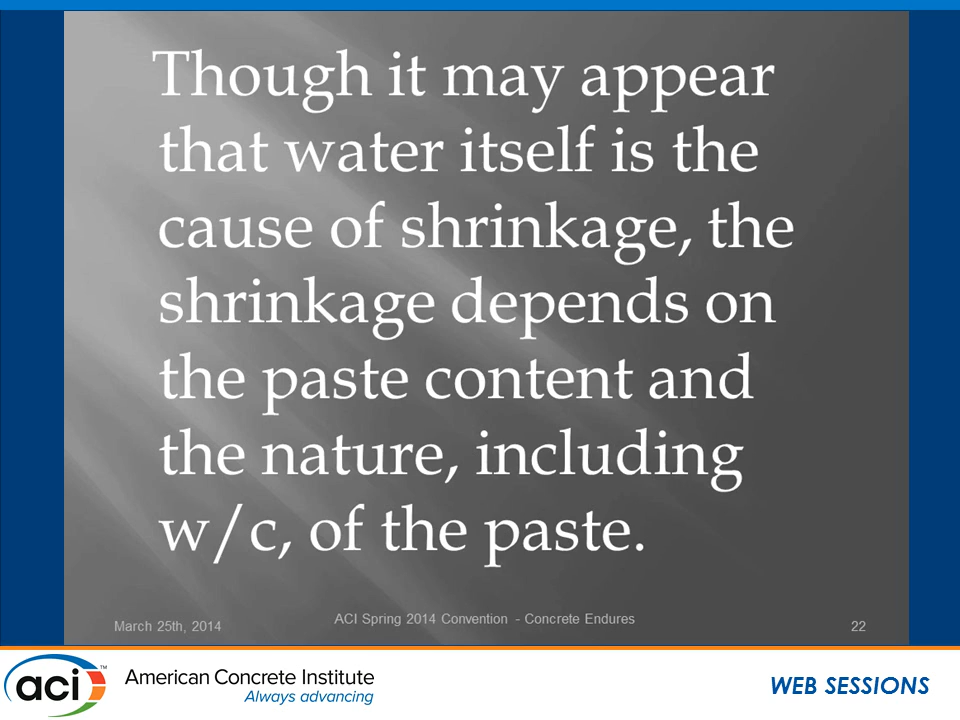 Though it may appear
that water itself is the
cause of shrinkage, the
shrinkage depends on
the paste content and
the nature, including
w/c, of the paste.
March 25th, 2014
ACI Spring 2014 Convention - Concrete Endures
22
aci™
American Concrete Institute
Always advancing
WEB SESSIONS